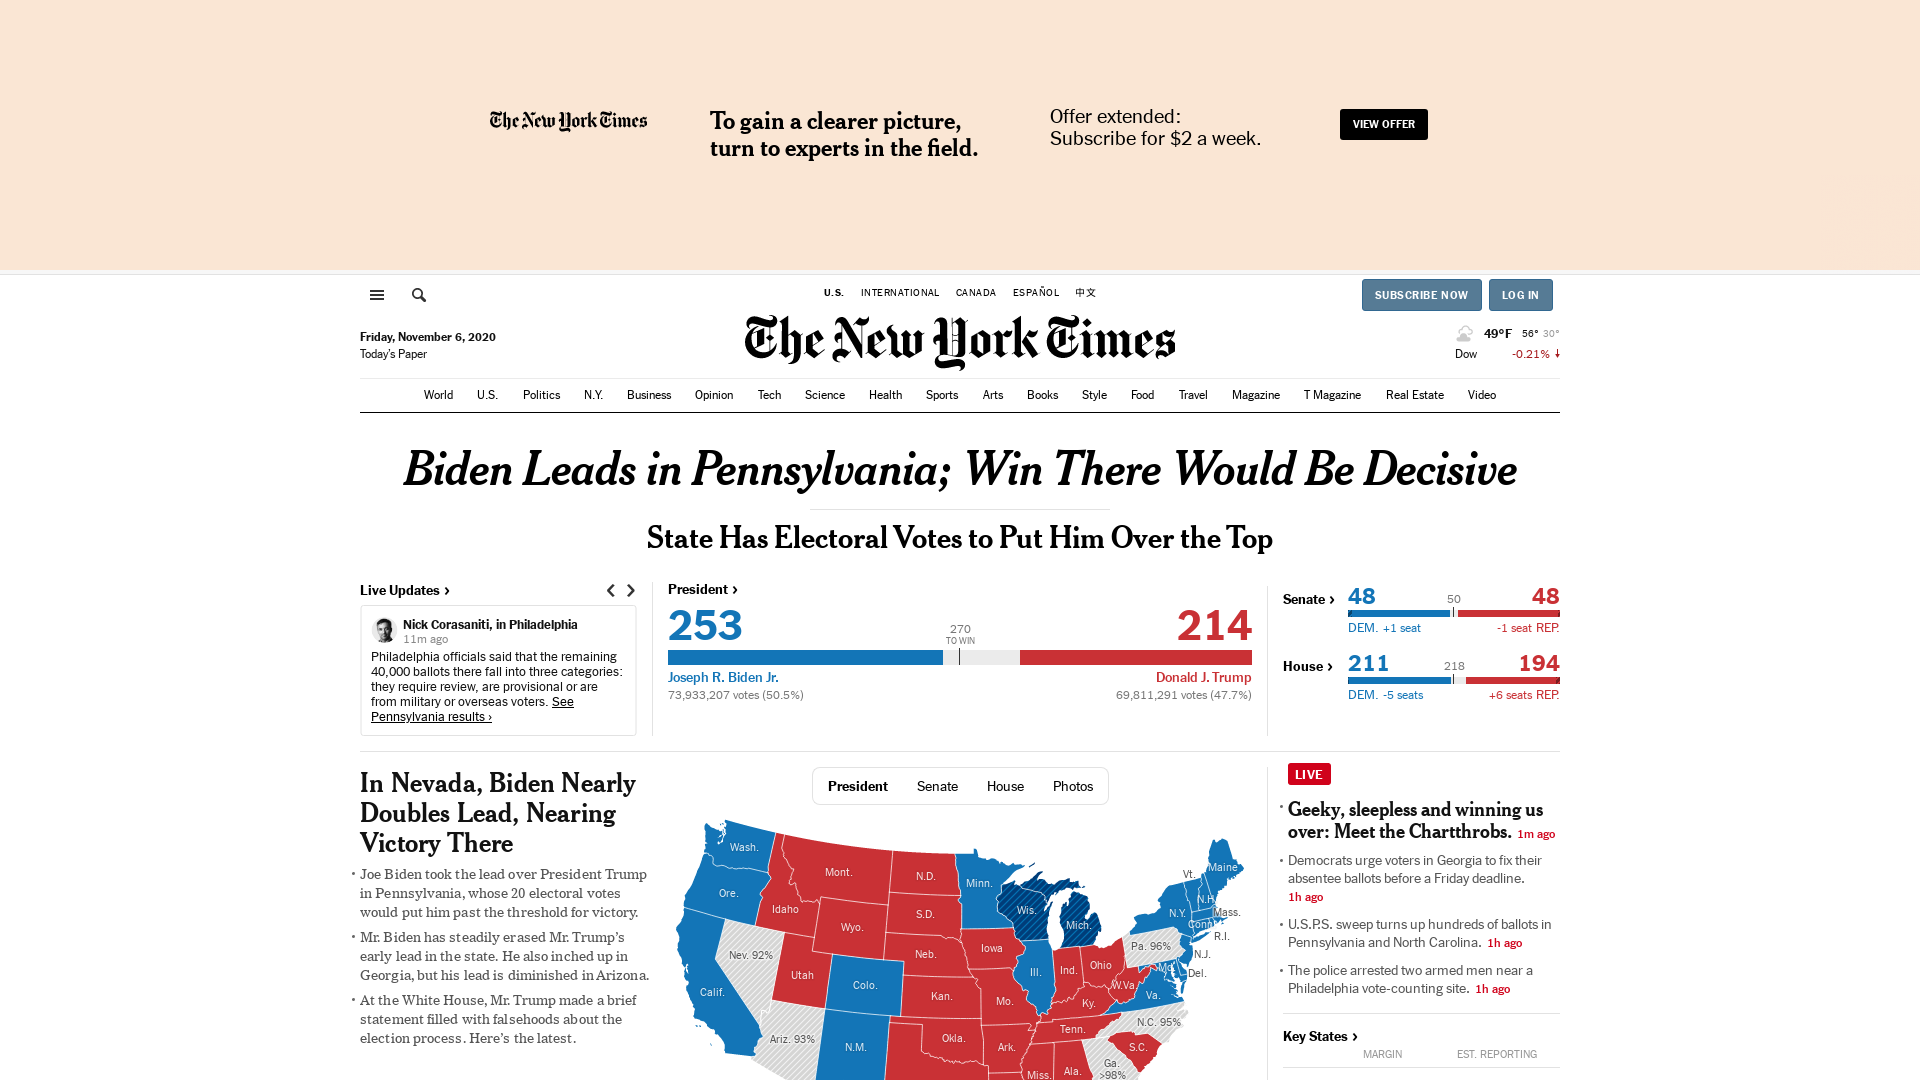 The New York Times
To gain a clearer picture,
turn to experts in the field.
Offer extended:
Subscribe for $2 a week.
VIEW OFFER
U.S. INTERNATIONAL CANADA ESPAÑOL 中文
SUBSCRIBE NOW LOG IN
Friday, November 6, 2020
Today's Paper
The New York Times
49°F 56° 30°
Dow -0.21%
World U.S. Politics N.Y. Business Opinion Tech Science Health Sports Arts Books Style Food Travel Magazine T Magazine Real Estate Video
Biden Leads in Pennsylvania; Win There Would Be Decisive
State Has Electoral Votes to Put Him Over the Top
Live Updates ›
Nick Corasaniti, in Philadelphia
11m ago
Philadelphia officials said that the remaining
40,000 ballots there fall into three categories:
they require review, are provisional or are
from military or overseas voters. See
Pennsylvania results ›
President ›
253 214
270
TO WIN
Joseph R. Biden Jr. Donald J. Trump
73,933,207 votes (50.5%) 69,811,291 votes (47.7%)
Senate › 48 50 48
DEM. +1 seat -1 seat REP.
House › 211 218 194
DEM. -5 seats +6 seats REP.
In Nevada, Biden Nearly
Doubles Lead, Nearing
Victory There
• Joe Biden took the lead over President Trump
in Pennsylvania, whose 20 electoral votes
would put him past the threshold for victory.
• Mr. Biden has steadily erased Mr. Trump's
early lead in the state. He also inched up in
Georgia, but his lead is diminished in Arizona.
• At the White House, Mr. Trump made a brief
statement filled with falsehoods about the
election process. Here's the latest.
President Senate House Photos
Wash.
Mont.
N.D.
Minn.
Vt.
Maine
Ore.
Idaho
S.D.
Wis.
Mich.
N.Y.
N.H.
Mass.
Conn.
R.I.
Wyo.
Iowa
Neb.
Nev. 92%
Pa. 96%
N.J.
Utah
Ill.
Ind.
Ohio
Md.
Del.
Calif.
Colo.
Kan.
Mo.
W.Va.
Va.
Ky.
Ariz. 93%
N.M.
Okla.
Ark.
Tenn.
N.C. 95%
S.C.
Miss.
Ala.
Ga.
>98%
LIVE
• Geeky, sleepless and winning us
over: Meet the Chartthrobs. 1m ago
• Democrats urge voters in Georgia to fix their
absentee ballots before a Friday deadline.
1h ago
• U.S.P.S. sweep turns up hundreds of ballots in
Pennsylvania and North Carolina. 1h ago
• The police arrested two armed men near a
Philadelphia vote-counting site. 1h ago
Key States ›
MARGIN EST. REPORTING